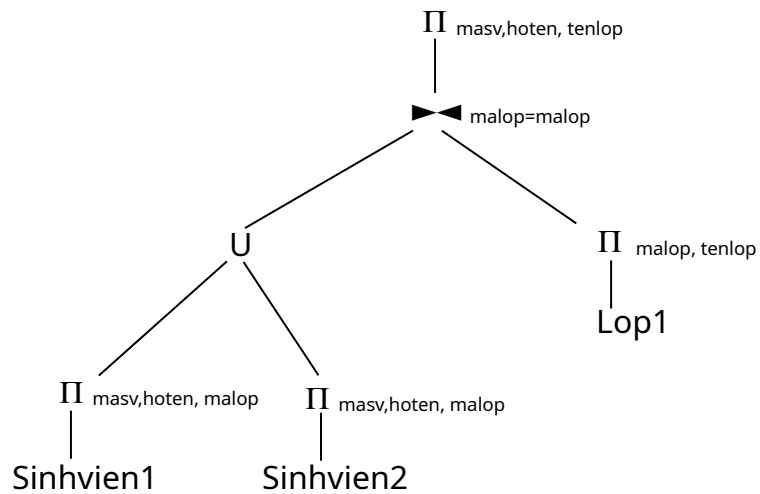 Π masv,hoten, tenlop
►◄ malop=malop
U
Π malop, tenlop
Lop1
Π masv,hoten, malop
Π masv,hoten, malop
Sinhvien1
Sinhvien2